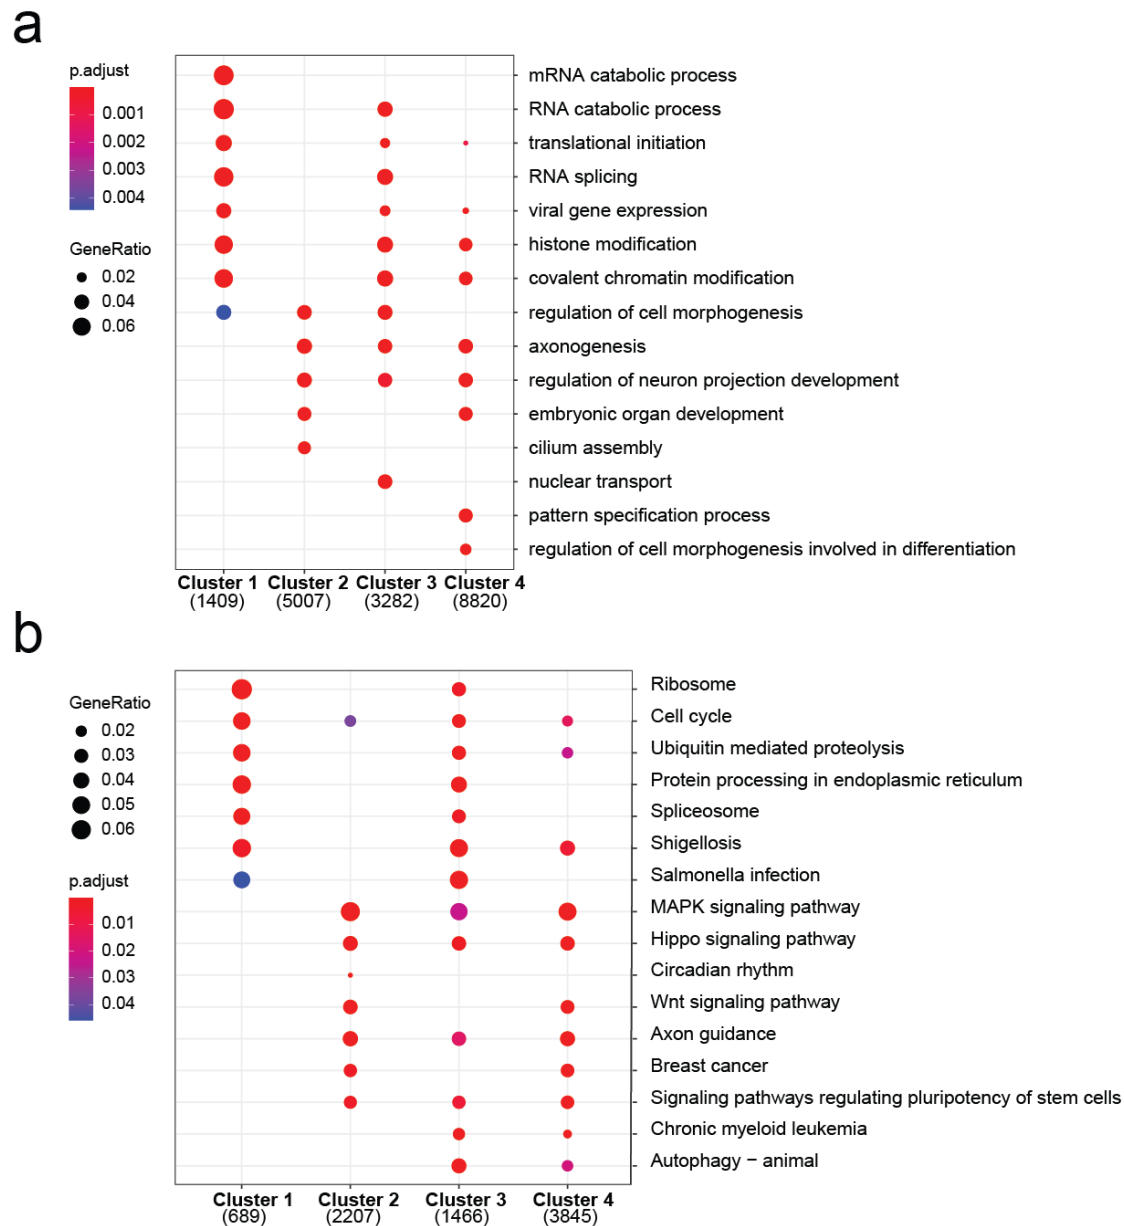 a
p.adjust
0.001
0.002
0.003
0.004
GeneRatio
0.02
0.04
0.06
mRNA catabolic process
RNA catabolic process
translational initiation
RNA splicing
viral gene expression
histone modification
covalent chromatin modification
regulation of cell morphogenesis
axonogenesis
regulation of neuron projection development
embryonic organ development
cilium assembly
nuclear transport
pattern specification process
regulation of cell morphogenesis involved in differentiation
Cluster 1 Cluster 2 Cluster 3 Cluster 4
(1409) (5007) (3282) (8820)
b
GeneRatio
0.02
0.03
0.04
0.05
0.06
p.adjust
0.01
0.02
0.03
0.04
Ribosome
Cell cycle
Ubiquitin mediated proteolysis
Protein processing in endoplasmic reticulum
Spliceosome
Shigellosis
Salmonella infection
MAPK signaling pathway
Hippo signaling pathway
Circadian rhythm
Wnt signaling pathway
Axon guidance
Breast cancer
Signaling pathways regulating pluripotency of stem cells
Chronic myeloid leukemia
Autophagy − animal
Cluster 1 Cluster 2 Cluster 3 Cluster 4
(689) (2207) (1466) (3845)